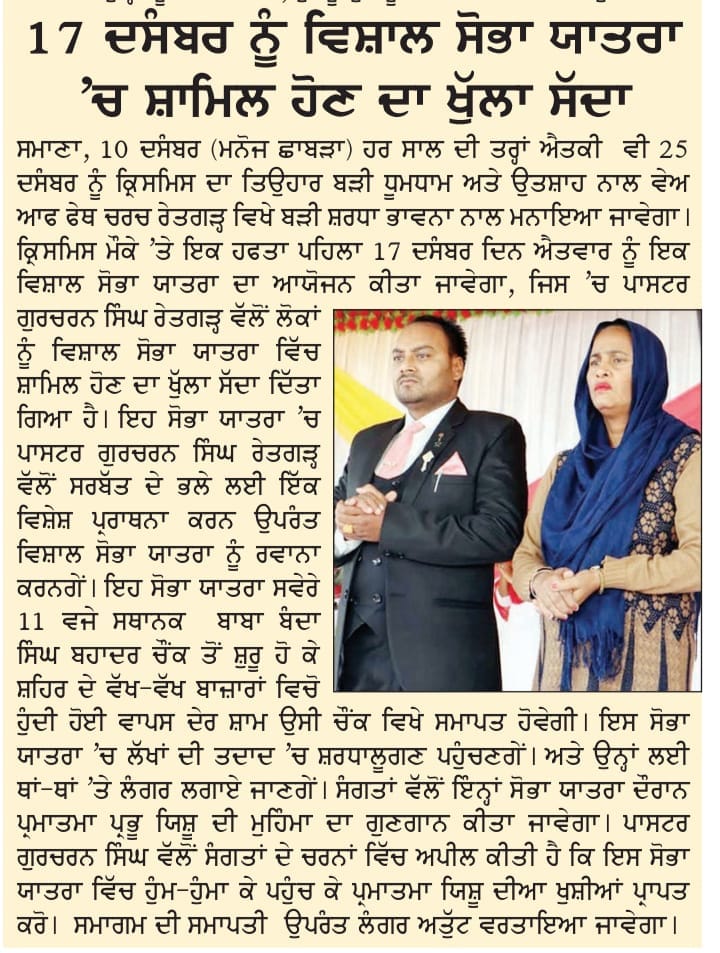 17 ਦਸੰਬਰ ਨੂੰ ਵਿਸ਼ਾਲ ਸੋਭਾ ਯਾਤਰਾ
’ਚ ਸ਼ਾਮਿਲ ਹੋਣ ਦਾ ਖੁੱਲਾ ਸੱਦਾ
ਸਮਾਣਾ, 10 ਦਸੰਬਰ (ਮਨੋਜ ਛਾਬੜਾ) ਹਰ ਸਾਲ ਦੀ ਤਰ੍ਹਾਂ ਐਤਕੀ ਵੀ 25
ਦਸੰਬਰ ਨੂੰ ਕ੍ਰਿਸਮਿਸ ਦਾ ਤਿਉਹਾਰ ਬੜੀ ਧੂਮਧਾਮ ਅਤੇ ਉਤਸ਼ਾਹ ਨਾਲ ਵੇਅ
ਆਫ ਫੇਥ ਚਰਚ ਰੇਤਗੜ੍ਹ ਵਿਖੇ ਬੜੀ ਸ਼ਰਧਾ ਭਾਵਨਾ ਨਾਲ ਮਨਾਇਆ ਜਾਵੇਗਾ।
ਕ੍ਰਿਸਮਿਸ ਮੌਕੇ ’ਤੇ ਇਕ ਹਫਤਾ ਪਹਿਲਾ 17 ਦਸੰਬਰ ਦਿਨ ਐਤਵਾਰ ਨੂੰ ਇਕ
ਵਿਸ਼ਾਲ ਸੋਭਾ ਯਾਤਰਾ ਦਾ ਆਯੋਜਨ ਕੀਤਾ ਜਾਵੇਗਾ, ਜਿਸ ’ਚ ਪਾਸਟਰ
ਗੁਰਚਰਨ ਸਿੰਘ ਰੇਤਗੜ੍ਹ ਵੱਲੋਂ ਲੋਕਾਂ
ਨੂੰ ਵਿਸ਼ਾਲ ਸੋਭਾ ਯਾਤਰਾ ਵਿੱਚ
ਸ਼ਾਮਿਲ ਹੋਣ ਦਾ ਖੁੱਲਾ ਸੱਦਾ ਦਿੱਤਾ
ਗਿਆ ਹੈ। ਇਹ ਸੋਭਾ ਯਾਤਰਾ ’ਚ
ਪਾਸਟਰ ਗੁਰਚਰਨ ਸਿੰਘ ਰੇਤਗੜ੍ਹ
ਵੱਲੋਂ ਸਰਬੱਤ ਦੇ ਭਲੇ ਲਈ ਇੱਕ
ਵਿਸ਼ੇਸ਼ ਪ੍ਰਾਥਨਾ ਕਰਨ ਉਪਰੰਤ
ਵਿਸ਼ਾਲ ਸੋਭਾ ਯਾਤਰਾ ਨੂੰ ਰਵਾਨਾ
ਕਰਨਗੇਂ। ਇਹ ਸੋਭਾ ਯਾਤਰਾ ਸਵੇਰੇ
11 ਵਜੇ ਸਥਾਨਕ ਬਾਬਾ ਬੰਦਾ
ਸਿੰਘ ਬਹਾਦਰ ਚੌਂਕ ਤੋਂ ਸ਼ੁਰੂ ਹੋ ਕੇ
ਸ਼ਹਿਰ ਦੇ ਵੱਖ-ਵੱਖ ਬਾਜ਼ਾਰਾਂ ਵਿਚੋ
ਹੁੰਦੀ ਹੋਈ ਵਾਪਸ ਦੇਰ ਸ਼ਾਮ ਉਸੀ ਚੌਂਕ ਵਿਖੇ ਸਮਾਪਤ ਹੋਵੇਗੀ। ਇਸ ਸੋਭਾ
ਯਾਤਰਾ ’ਚ ਲੱਖਾਂ ਦੀ ਤਦਾਦ ’ਚ ਸ਼ਰਧਾਲੂਗਣ ਪਹੁੰਚਣਗੇਂ। ਅਤੇ ਉਨ੍ਹਾਂ ਲਈ
ਥਾਂ-ਥਾਂ ’ਤੇ ਲੰਗਰ ਲਗਾਏ ਜਾਣਗੇਂ। ਸੰਗਤਾਂ ਵੱਲੋਂ ਇੰਨ੍ਹਾਂ ਸੋਭਾ ਯਾਤਰਾ ਦੌਰਾਨ
ਪ੍ਰਮਾਤਮਾ ਪ੍ਰਭੂ ਯਿਸ਼ੂ ਦੀ ਮੁਹਿਮਾ ਦਾ ਗੁਣਗਾਨ ਕੀਤਾ ਜਾਵੇਗਾ। ਪਾਸਟਰ
ਗੁਰਚਰਨ ਸਿੰਘ ਵੱਲੋਂ ਸੰਗਤਾਂ ਦੇ ਚਰਨਾਂ ਵਿੱਚ ਅਪੀਲ ਕੀਤੀ ਹੈ ਕਿ ਇਸ ਸੋਭਾ
ਯਾਤਰਾ ਵਿੱਚ ਹੁੰਮ-ਹੁੰਮਾ ਕੇ ਪਹੁੰਚ ਕੇ ਪ੍ਰਮਾਤਮਾ ਯਿਸ਼ੂ ਦੀਆ ਖੁਸ਼ੀਆਂ ਪ੍ਰਾਪਤ
ਕਰੋ। ਸਮਾਗਮ ਦੀ ਸਮਾਪਤੀ ਉਪਰੰਤ ਲੰਗਰ ਅਤੁੱਟ ਵਰਤਾਇਆ ਜਾਵੇਗਾ।